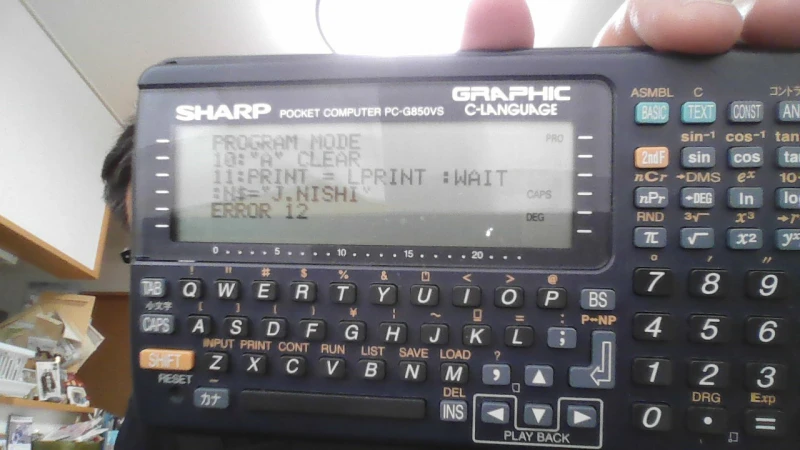 SHARP POCKET COMPUTER PC-G850VS GRAPHIC C-LANGUAGE
PROGRAM MODE
10:"A" CLEAR
11:PRINT = LPRINT :WAIT
:N$="J.NISHI"
ERROR 12
PRO
CAPS
DEG
0 5 10 15 20
ASMBL C
BASIC TEXT CONST
sin⁻¹ cos⁻¹
2ndF sin cos
nCr →DMS eˣ
nPr →DEG ln
RND ³√ x³
π √ x²
! " # $ % & < > @
TAB Q W E R T Y U I O P BS
小文字 [ ] { } ¥ ¦ ~ = : P↔NP
CAPS A S D F G H J K L ;
INPUT PRINT CONT RUN LIST SAVE LOAD ?
SHIFT Z X C V B N M , ▲
RESET DEL
カナ INS ◀ ▼ ▶
PLAY BACK
° ′ ″
7 8 9
4 5 6
1 2 3
DRG Exp
0 • =